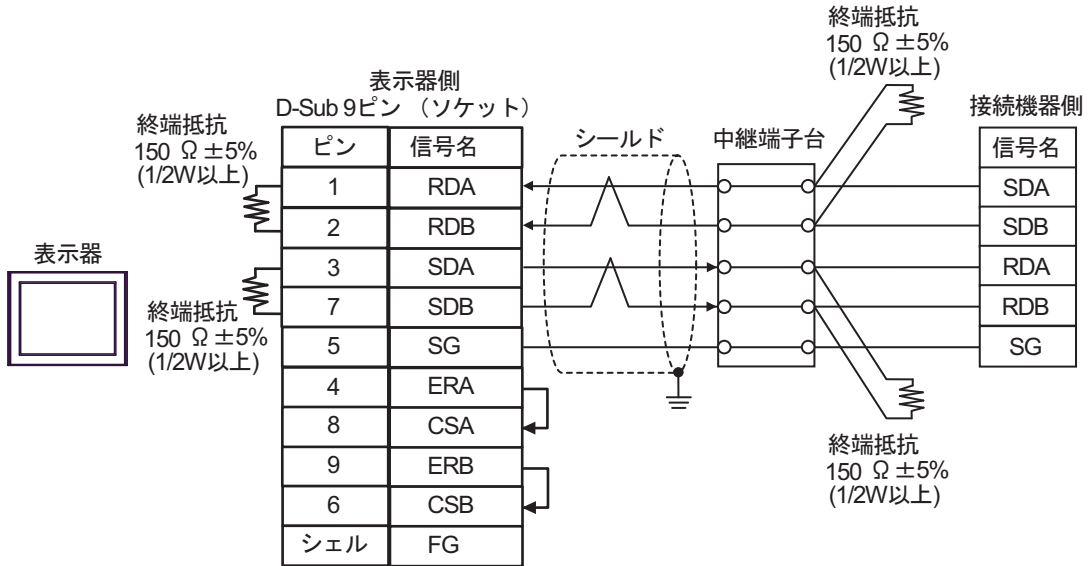 終端抵抗
150 Ω ±5%
(1/2W以上)
表示器側
D-Sub 9ピン （ソケット）
終端抵抗
150 Ω ±5%
(1/2W以上)
シールド
中継端子台
接続機器側
ピン 信号名
信号名
1 RDA
SDA
2 RDB
SDB
表示器
3 SDA
RDA
7 SDB
RDB
終端抵抗
150 Ω ±5%
(1/2W以上)
5 SG
SG
4 ERA
8 CSA
9 ERB
6 CSB
シェル FG
終端抵抗
150 Ω ±5%
(1/2W以上)